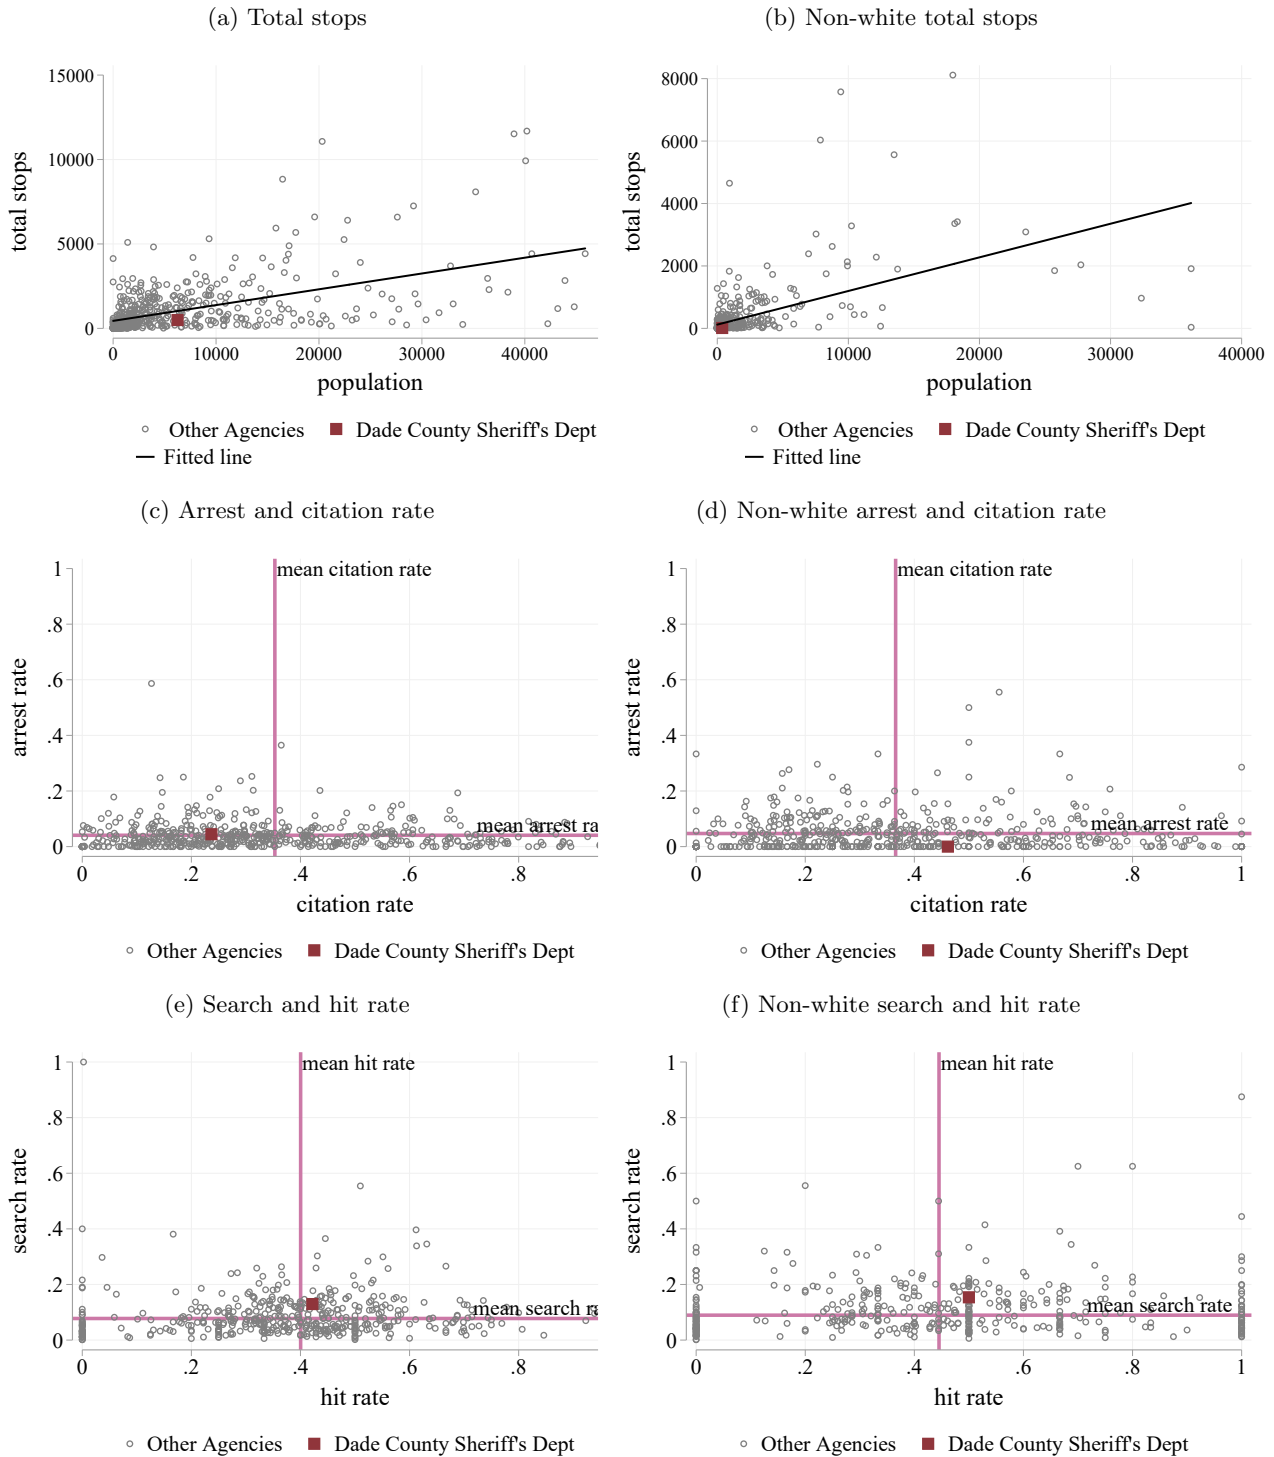 (a) Total stops
(b) Non-white total stops
15000
10000
5000
0
total stops
0 10000 20000 30000 40000
population
Other Agencies Dade County Sheriff's Dept
Fitted line
8000
6000
4000
2000
0
total stops
0 10000 20000 30000 40000
population
Other Agencies Dade County Sheriff's Dept
Fitted line
(c) Arrest and citation rate
(d) Non-white arrest and citation rate
mean citation rate
1
.8
.6
.4
.2
0
arrest rate
mean arrest ra
0 .2 .4 .6 .8
citation rate
Other Agencies Dade County Sheriff's Dept
mean citation rate
1
.8
.6
.4
.2
0
arrest rate
mean arrest rate
0 .2 .4 .6 .8 1
citation rate
Other Agencies Dade County Sheriff's Dept
(e) Search and hit rate
(f) Non-white search and hit rate
mean hit rate
1
.8
.6
.4
.2
0
search rate
mean search ra
0 .2 .4 .6 .8
hit rate
Other Agencies Dade County Sheriff's Dept
mean hit rate
1
.8
.6
.4
.2
0
search rate
mean search rate
0 .2 .4 .6 .8 1
hit rate
Other Agencies Dade County Sheriff's Dept